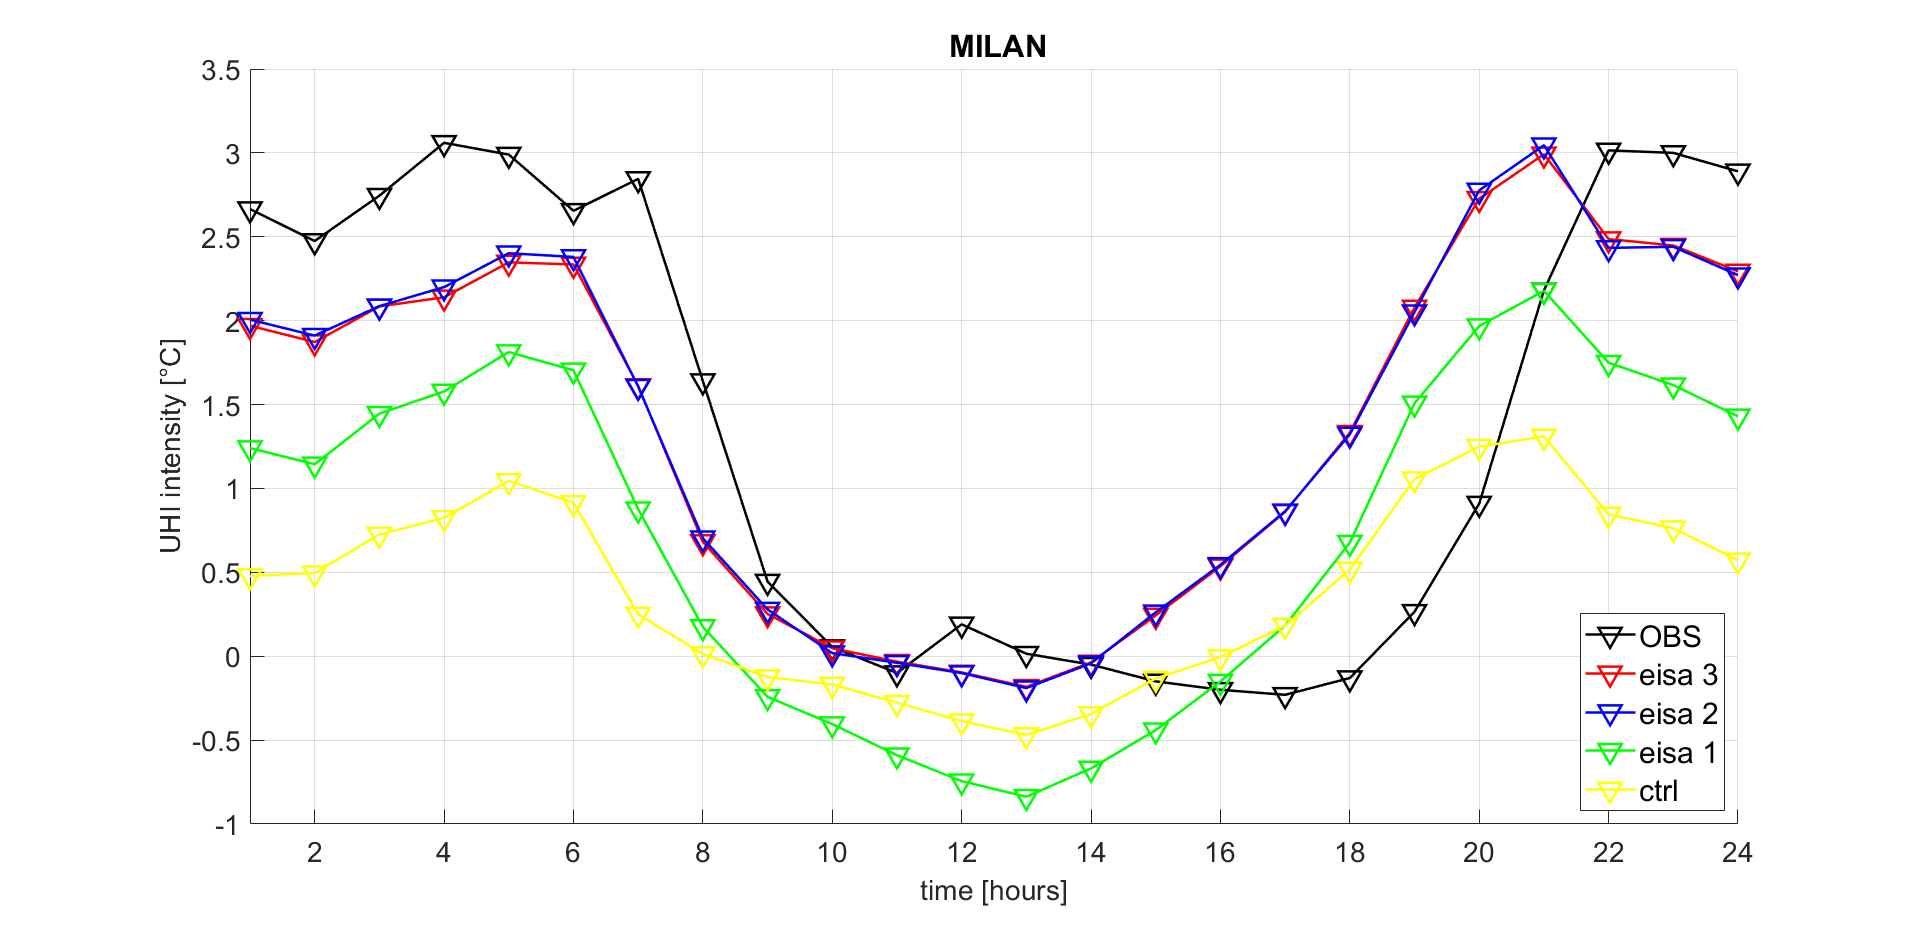 MILAN
3.5
3
2.5
2
1.5
1
0.5
0
-0.5
-1
UHI intensity [°C]
2 4 6 8 10 12 14 16 18 20 22 24
time [hours]
OBS
eisa 3
eisa 2
eisa 1
ctrl